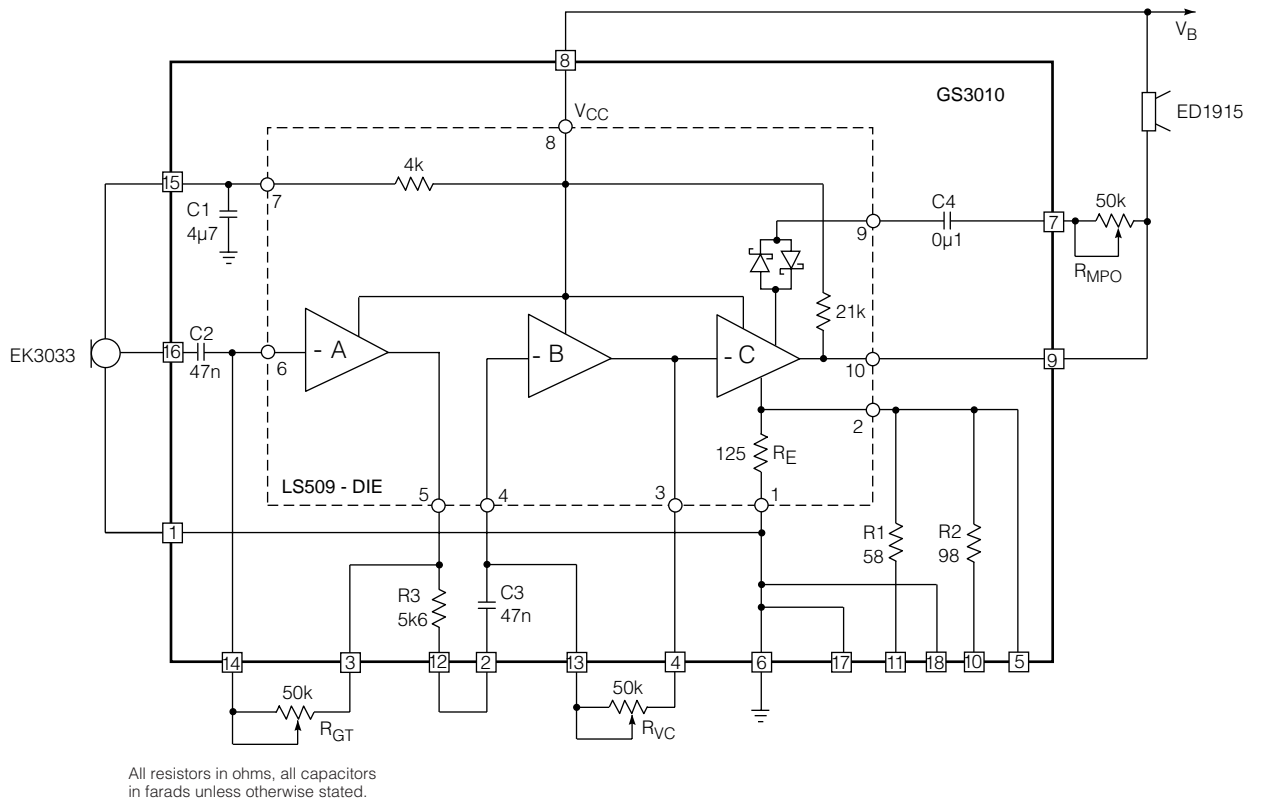 V_B
8
GS3010
V_CC
8
ED1915
15
7
4k
C1
4µ7
9
C4
0µ1
7
50k
R_MPO
21k
EK3033
16
C2
47n
6
- A
- B
- C
10
9
2
125
R_E
LS509 - DIE
5
4
3
1
1
R1
58
R2
98
R3
5k6
C3
47n
14
3
12
2
13
4
6
17
11
18
10
5
50k
R_GT
50k
R_VC
All resistors in ohms, all capacitors
in farads unless otherwise stated.